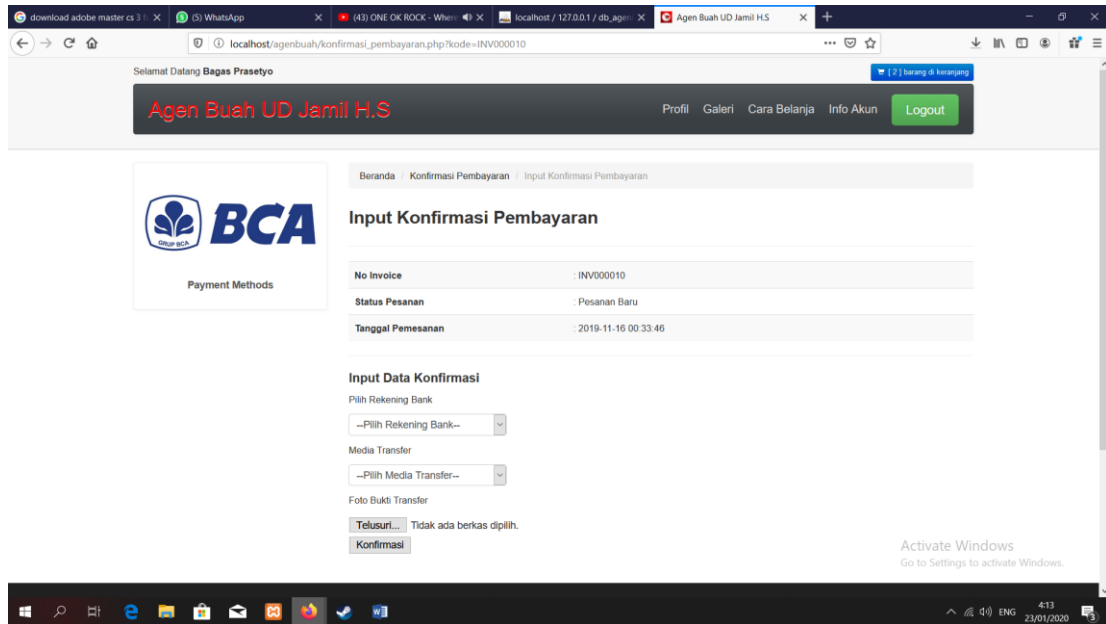 download adobe master cs 3 f
(5) WhatsApp
(43) ONE OK ROCK - Where
localhost / 127.0.0.1 / db_agen
Agen Buah UD Jamil H.S
localhost/agenbuah/konfirmasi_pembayaran.php?kode=INV000010
Selamat Datang Bagas Prasetyo
[ 2 ] barang di keranjang
Agen Buah UD Jamil H.S
Profil Galeri Cara Belanja Info Akun Logout
Beranda / Konfirmasi Pembayaran / Input Konfirmasi Pembayaran
GRUP BCA
BCA
Payment Methods
Input Konfirmasi Pembayaran
No Invoice : INV000010
Status Pesanan : Pesanan Baru
Tanggal Pemesanan : 2019-11-16 00:33:46
Input Data Konfirmasi
Pilih Rekening Bank
--Pilih Rekening Bank--
Media Transfer
--Pilih Media Transfer--
Foto Bukti Transfer
Telusuri... Tidak ada berkas dipilih.
Konfirmasi
Activate Windows
Go to Settings to activate Windows.
ENG
4:13
23/01/2020
3